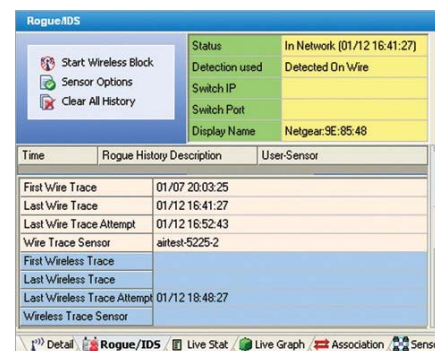 Rogue/IDS
Start Wireless Block
Sensor Options
Clear All History
Status In Network (01/12 16:41:27)
Detection used Detected On Wire
Switch IP
Switch Port
Display Name Netgear:9E:85:48
Time Rogue History Description User-Sensor
First Wire Trace 01/07 20:03:25
Last Wire Trace 01/12 16:41:27
Last Wire Trace Attempt 01/12 16:52:43
Wire Trace Sensor airtest-5225-2
First Wireless Trace
Last Wireless Trace
Last Wireless Trace Attempt 01/12 18:48:27
Wireless Trace Sensor
Detail Rogue/IDS Live Stat Live Graph Association Sens